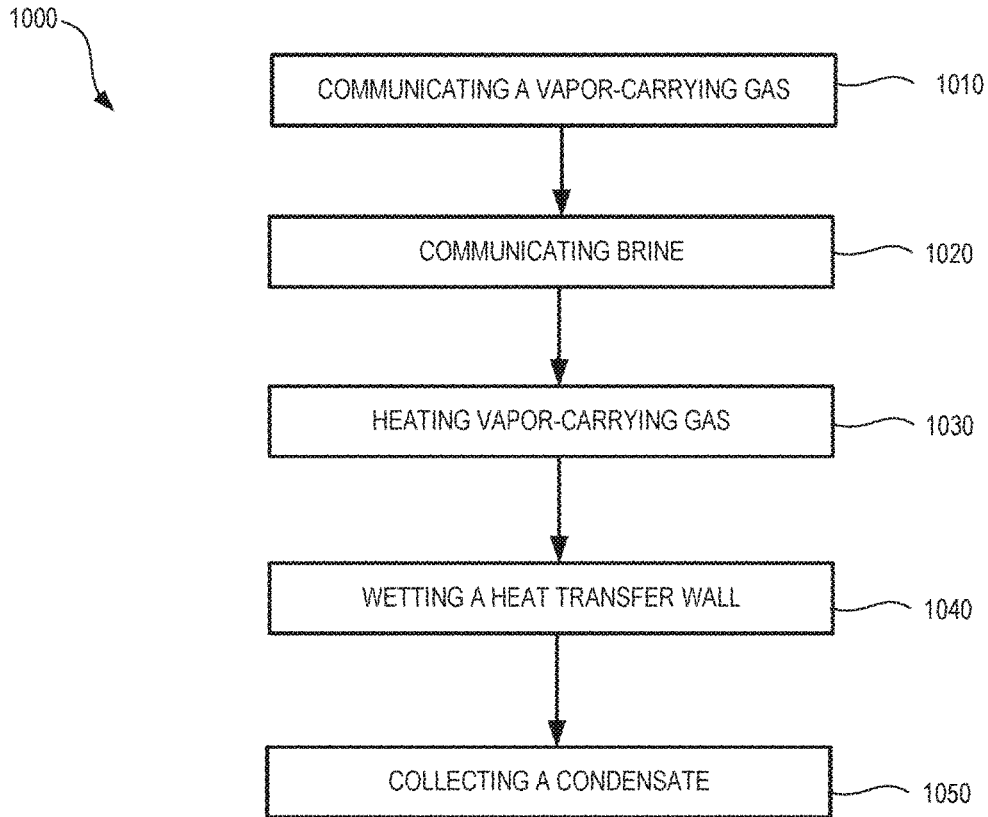 1000
COMMUNICATING A VAPOR-CARRYING GAS
1010
COMMUNICATING BRINE
1020
HEATING VAPOR-CARRYING GAS
1030
WETTING A HEAT TRANSFER WALL
1040
COLLECTING A CONDENSATE
1050